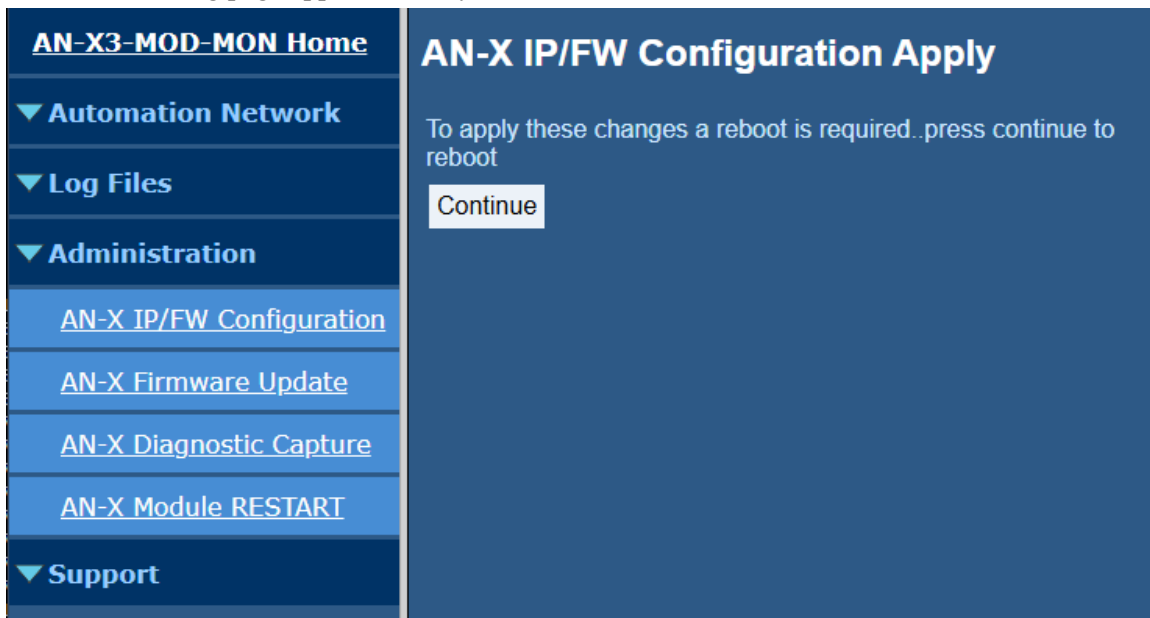 AN-X3-MOD-MON Home
Automation Network
Log Files
Administration
AN-X IP/FW Configuration
AN-X Firmware Update
AN-X Diagnostic Capture
AN-X Module RESTART
Support
AN-X IP/FW Configuration Apply
To apply these changes a reboot is required..press continue to
reboot
Continue